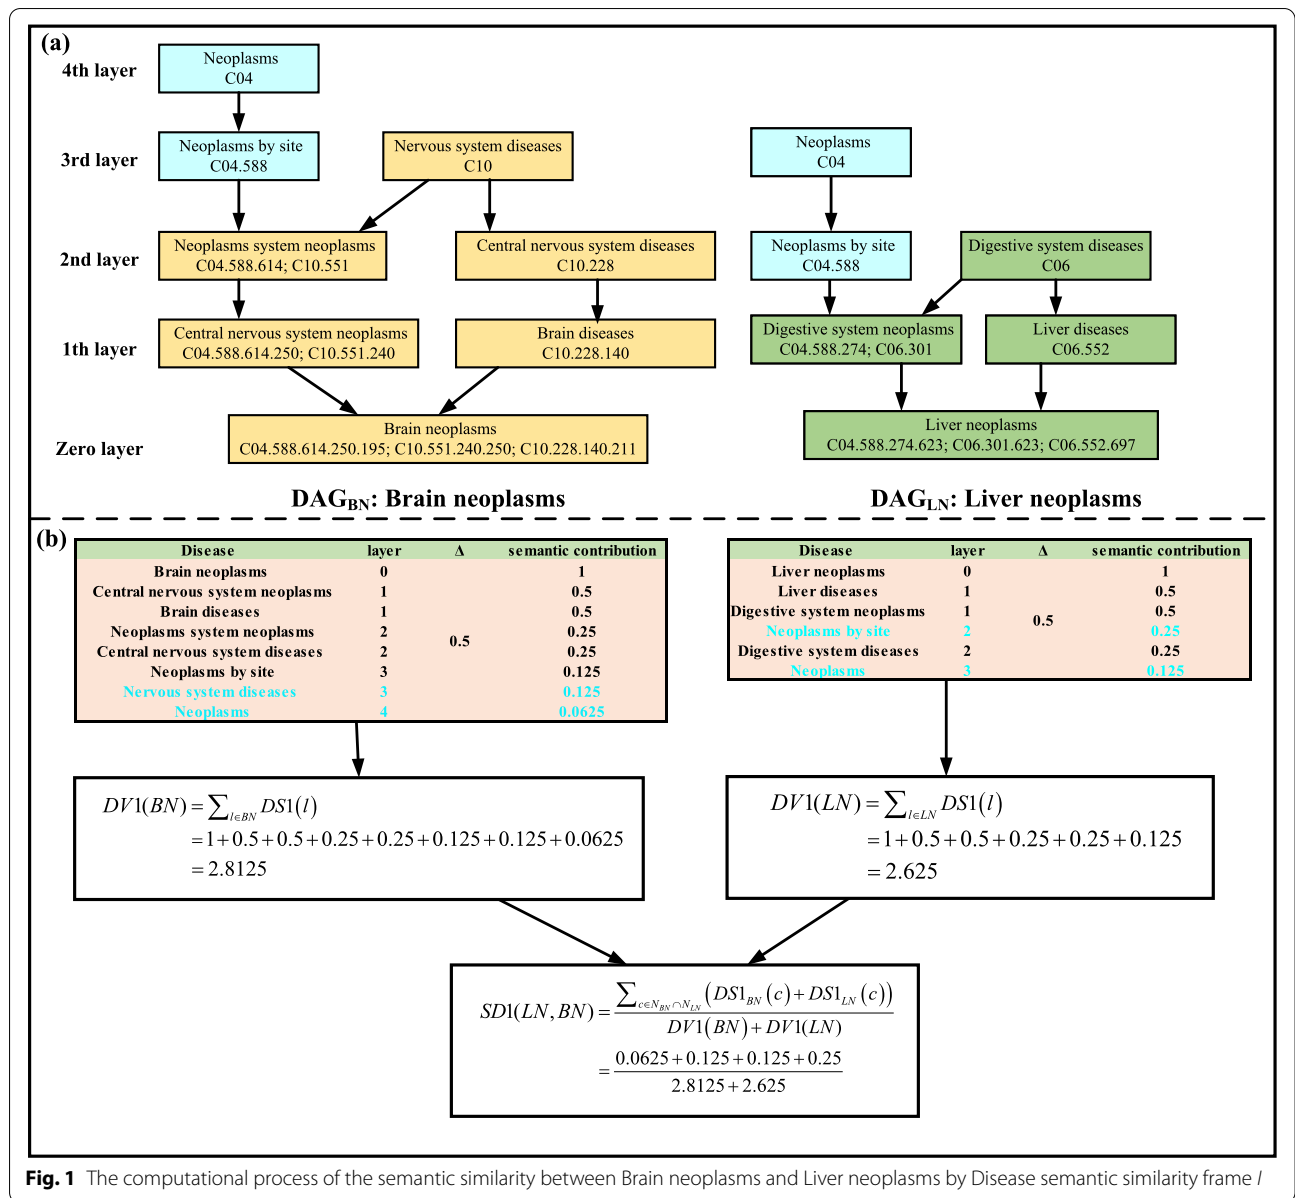 (a)
4th layer
Neoplasms
C04
3rd layer
Neoplasms by site
C04.588
Nervous system diseases
C10
Neoplasms
C04
2nd layer
Neoplasms system neoplasms
C04.588.614; C10.551
Central nervous system diseases
C10.228
Neoplasms by site
C04.588
Digestive system diseases
C06
1th layer
Central nervous system neoplasms
C04.588.614.250; C10.551.240
Brain diseases
C10.228.140
Digestive system neoplasms
C04.588.274; C06.301
Liver diseases
C06.552
Zero layer
Brain neoplasms
C04.588.614.250.195; C10.551.240.250; C10.228.140.211
Liver neoplasms
C04.588.274.623; C06.301.623; C06.552.697
DAG_BN: Brain neoplasms
DAG_LN: Liver neoplasms
(b)
Disease layer Δ semantic contribution
Brain neoplasms 0 1
Central nervous system neoplasms 1 0.5
Brain diseases 1 0.5
Neoplasms system neoplasms 2 0.25
0.5
Central nervous system diseases 2 0.25
Neoplasms by site 3 0.125
Nervous system diseases 3 0.125
Neoplasms 4 0.0625
Disease layer Δ semantic contribution
Liver neoplasms 0 1
Liver diseases 1 0.5
Digestive system neoplasms 1 0.5
0.5
Neoplasms by site 2 0.25
Digestive system diseases 2 0.25
Neoplasms 3 0.125
DV1(BN) = ∑_{l∈BN} DS1(l)
= 1+0.5+0.5+0.25+0.25+0.125+0.125+0.0625
= 2.8125
DV1(LN) = ∑_{l∈LN} DS1(l)
= 1+0.5+0.5+0.25+0.25+0.125
= 2.625
∑_{c∈N_BN∩N_LN} (DS1_BN(c)+DS1_LN(c))
SD1(LN,BN) =
DV1(BN)+DV1(LN)
0.0625+0.125+0.125+0.25
=
2.8125+2.625
Fig. 1 The computational process of the semantic similarity between Brain neoplasms and Liver neoplasms by Disease semantic similarity frame I